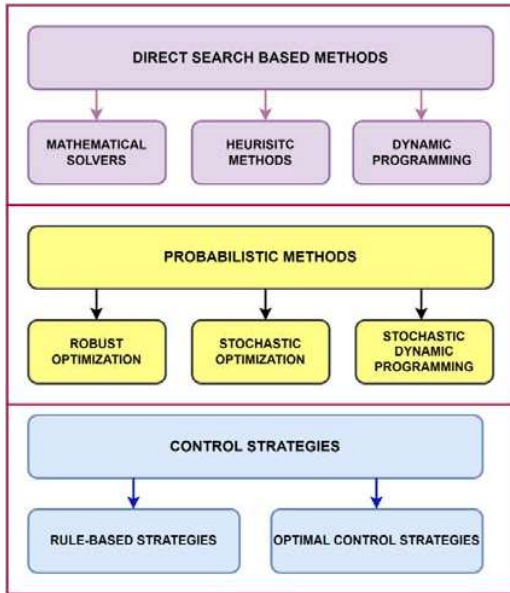 DIRECT SEARCH BASED METHODS
MATHEMATICAL
SOLVERS
HEURISITC
METHODS
DYNAMIC
PROGRAMMING
PROBABILISTIC METHODS
ROBUST
OPTIMIZATION
STOCHASTIC
OPTIMIZATION
STOCHASTIC
DYNAMIC
PROGRAMMING
CONTROL STRATEGIES
RULE-BASED STRATEGIES
OPTIMAL CONTROL STRATEGIES